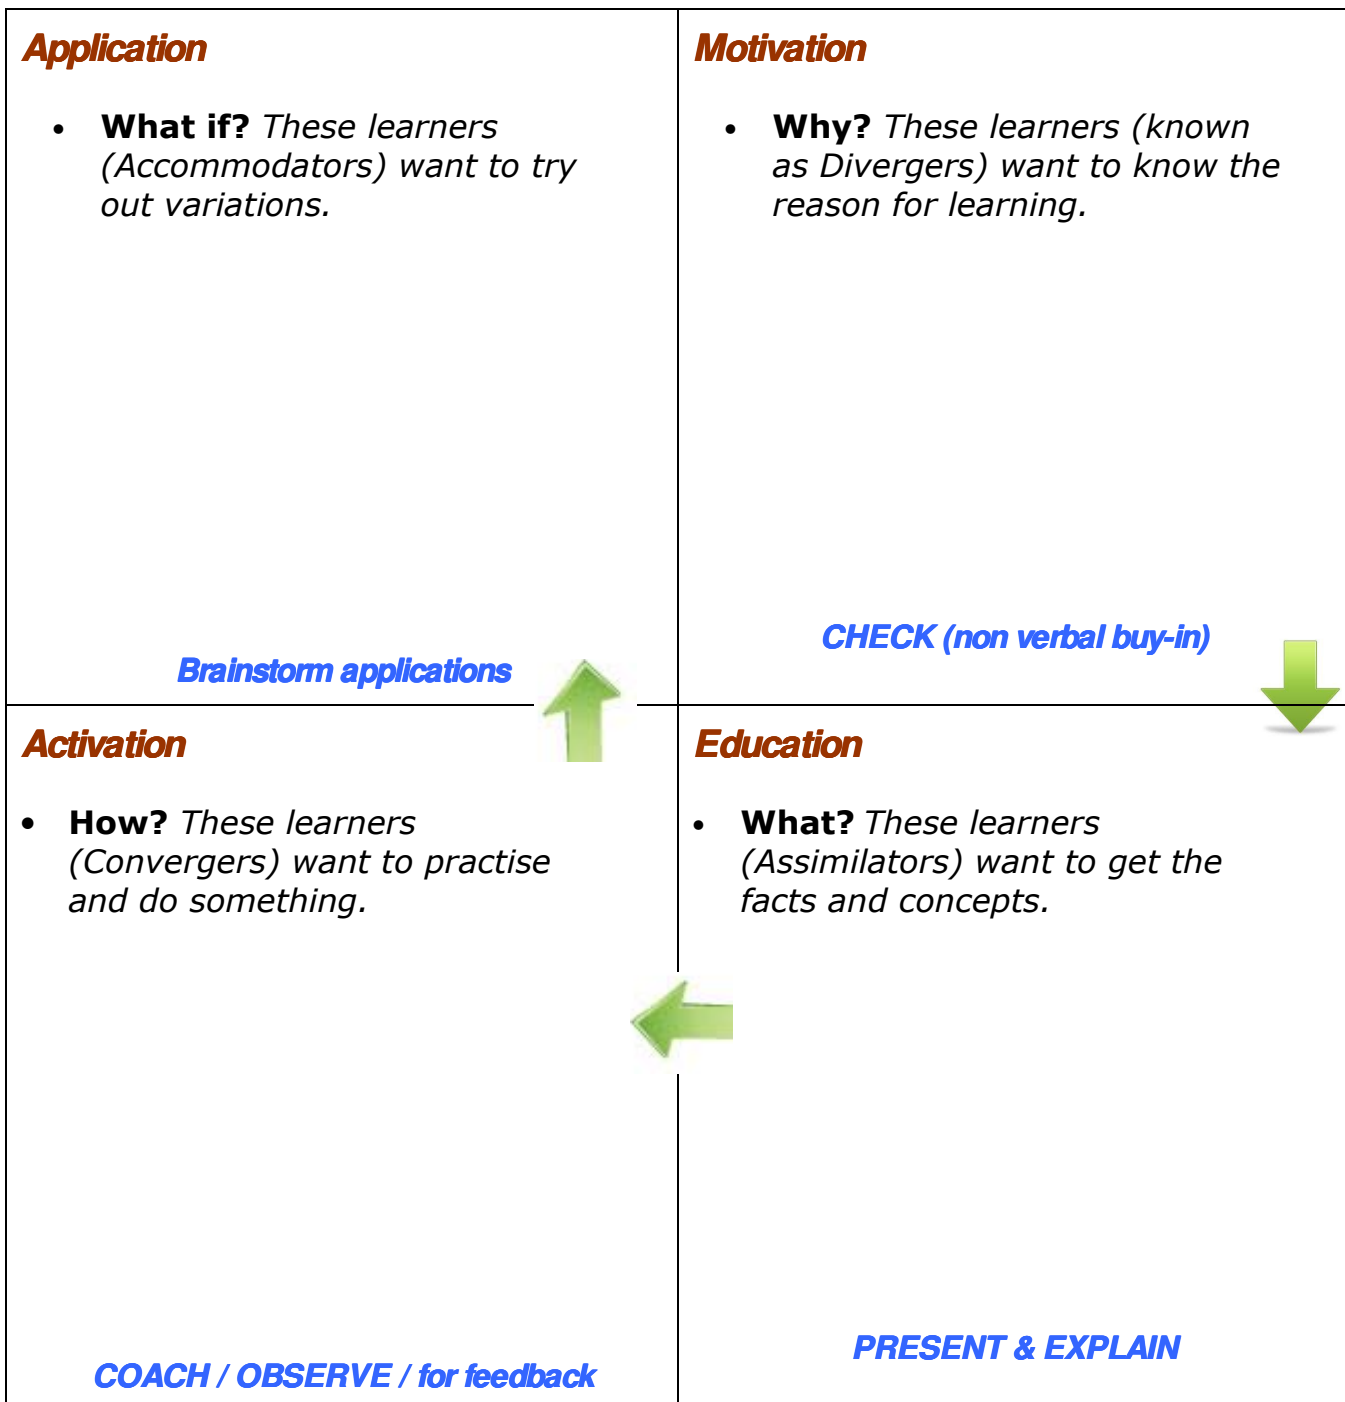 Application
• What if? These learners
(Accommodators) want to try
out variations.
Brainstorm applications
Motivation
• Why? These learners (known
as Divergers) want to know the
reason for learning.
CHECK (non verbal buy-in)
Activation
• How? These learners
(Convergers) want to practise
and do something.
COACH / OBSERVE / for feedback
Education
• What? These learners
(Assimilators) want to get the
facts and concepts.
PRESENT & EXPLAIN